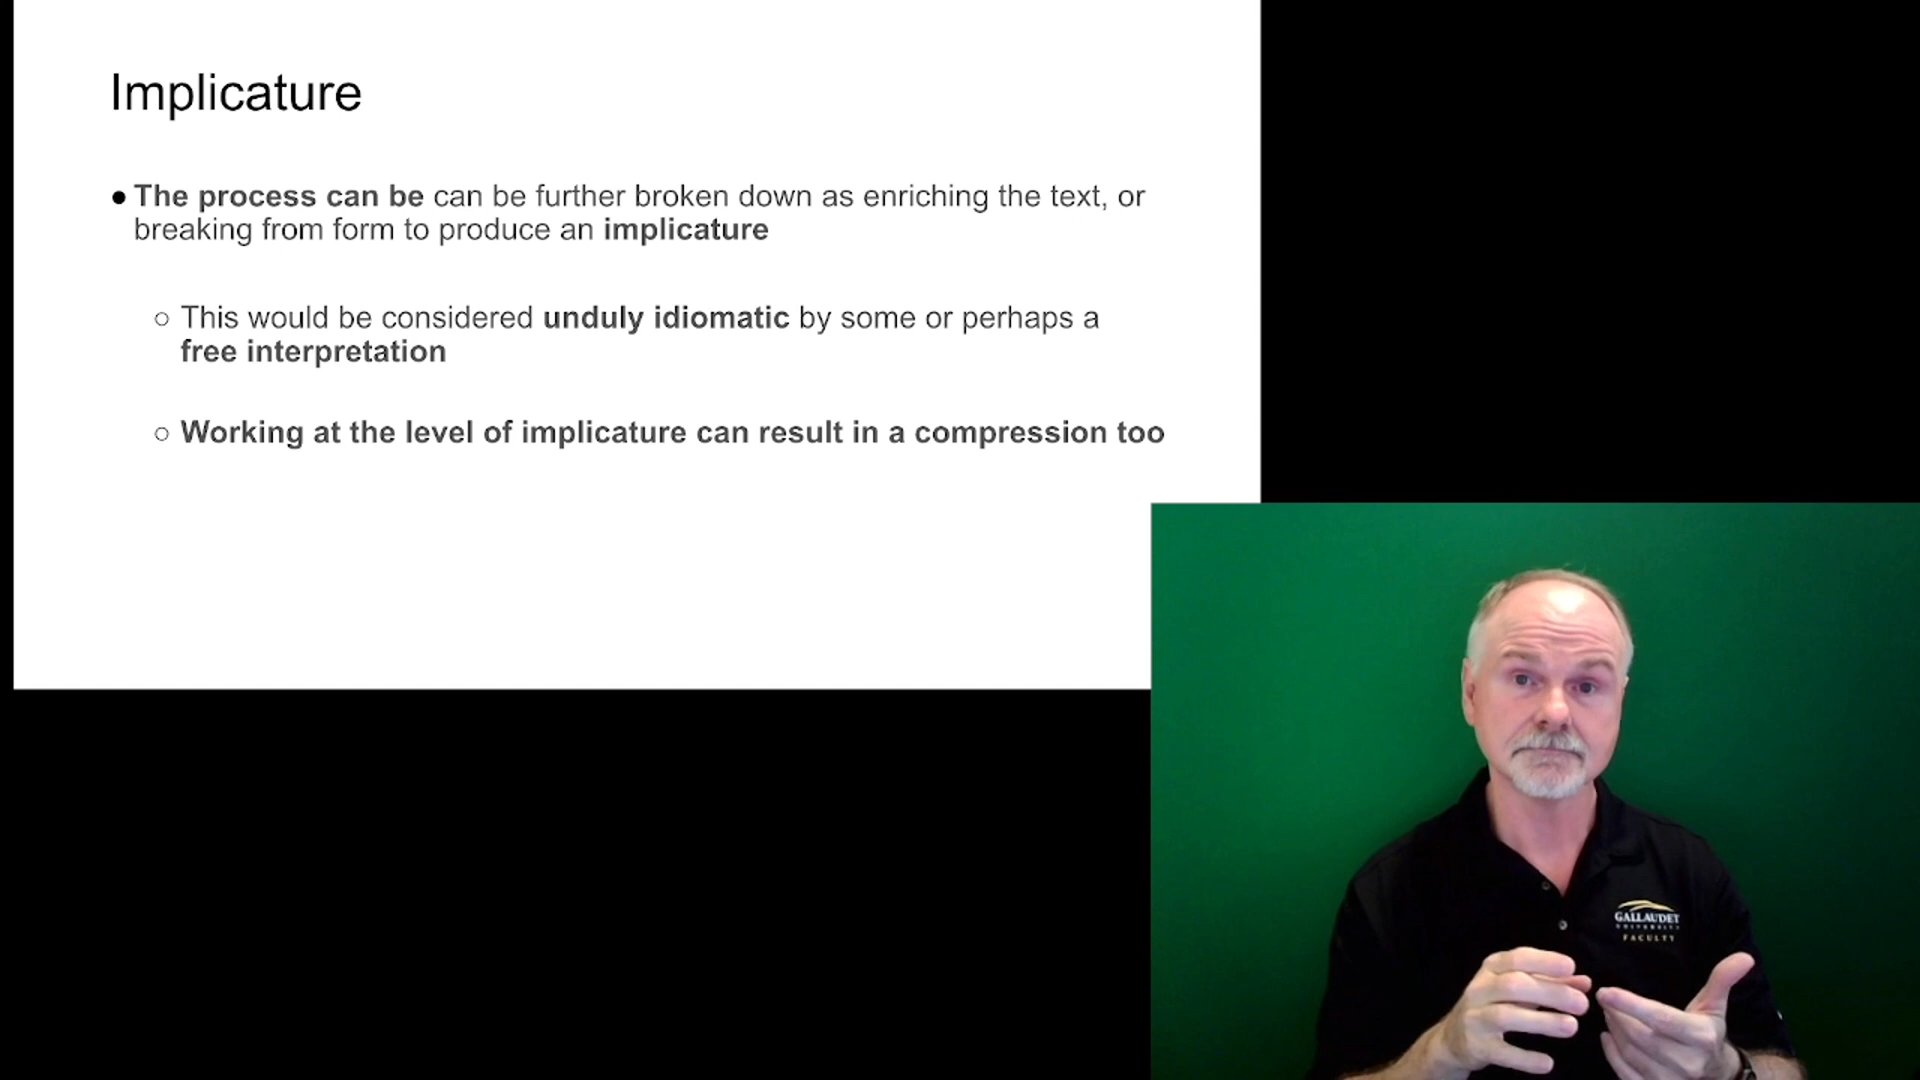 Implicature
● The process can be can be further broken down as enriching the text, or
breaking from form to produce an implicature
○ This would be considered unduly idiomatic by some or perhaps a
free interpretation
○ Working at the level of implicature can result in a compression too
GALLAUDET
UNIVERSITY
FACULTY